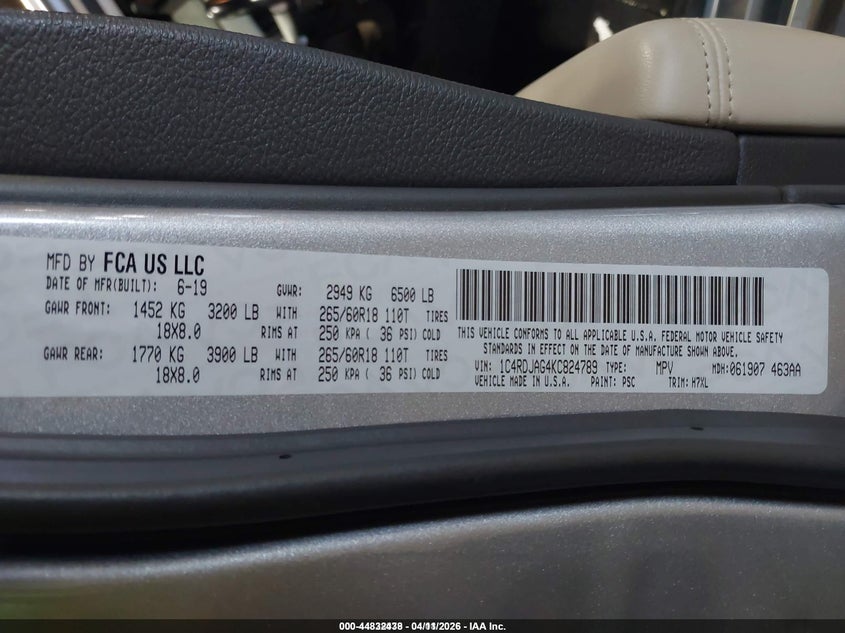 MFD BY FCA US LLC
DATE OF MFR(BUILT): 6-19 GVWR: 2949 KG 6500 LB
GAWR FRONT: 1452 KG 3200 LB WITH 265/60R18 110T TIRES
18X8.0 RIMS AT 250 KPA ( 36 PSI) COLD
GAWR REAR: 1770 KG 3900 LB WITH 265/60R18 110T TIRES
18X8.0 RIMS AT 250 KPA ( 36 PSI) COLD
THIS VEHICLE CONFORMS TO ALL APPLICABLE U.S.A. FEDERAL MOTOR VEHICLE SAFETY
STANDARDS IN EFFECT ON THE DATE OF MANUFACTURE SHOWN ABOVE.
VIN: 1C4RDJAG4KC824789 TYPE: MPV MDH: 061907 463AA
VEHICLE MADE IN U.S.A. PAINT: PSC TRIM: H7XL
- IAA Inc.